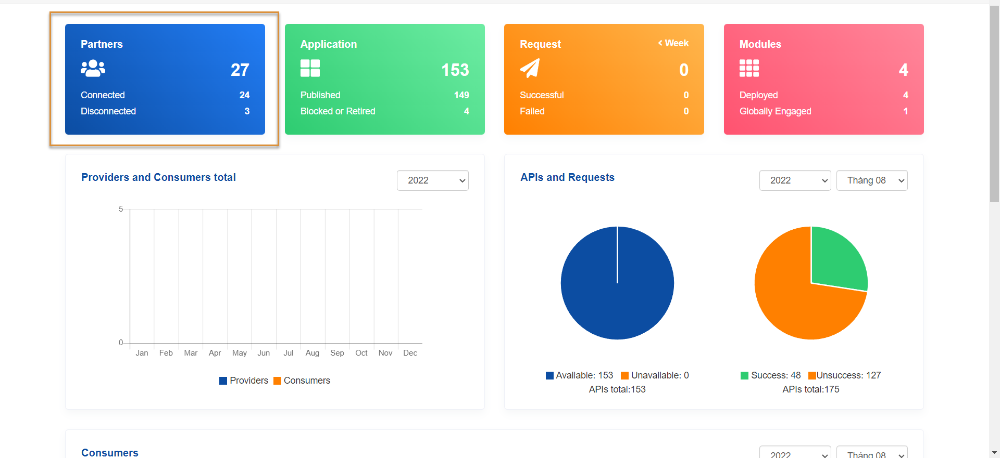 Partners
27
Connected 24
Disconnected 3
Application
153
Published 149
Blocked or Retired 4
Request < Week
0
Successful 0
Failed 0
Modules
4
Deployed 4
Globally Engaged 1
Providers and Consumers total 2022
5
0
Jan Feb Mar Apr May Jun Jul Aug Sep Oct Nov Dec
Providers Consumers
APIs and Requests 2022 Tháng 08
Available: 153 Unavailable: 0
APIs total:153
Success: 48 Unsuccess: 127
APIs total:175
Consumers 2022 Tháng 08